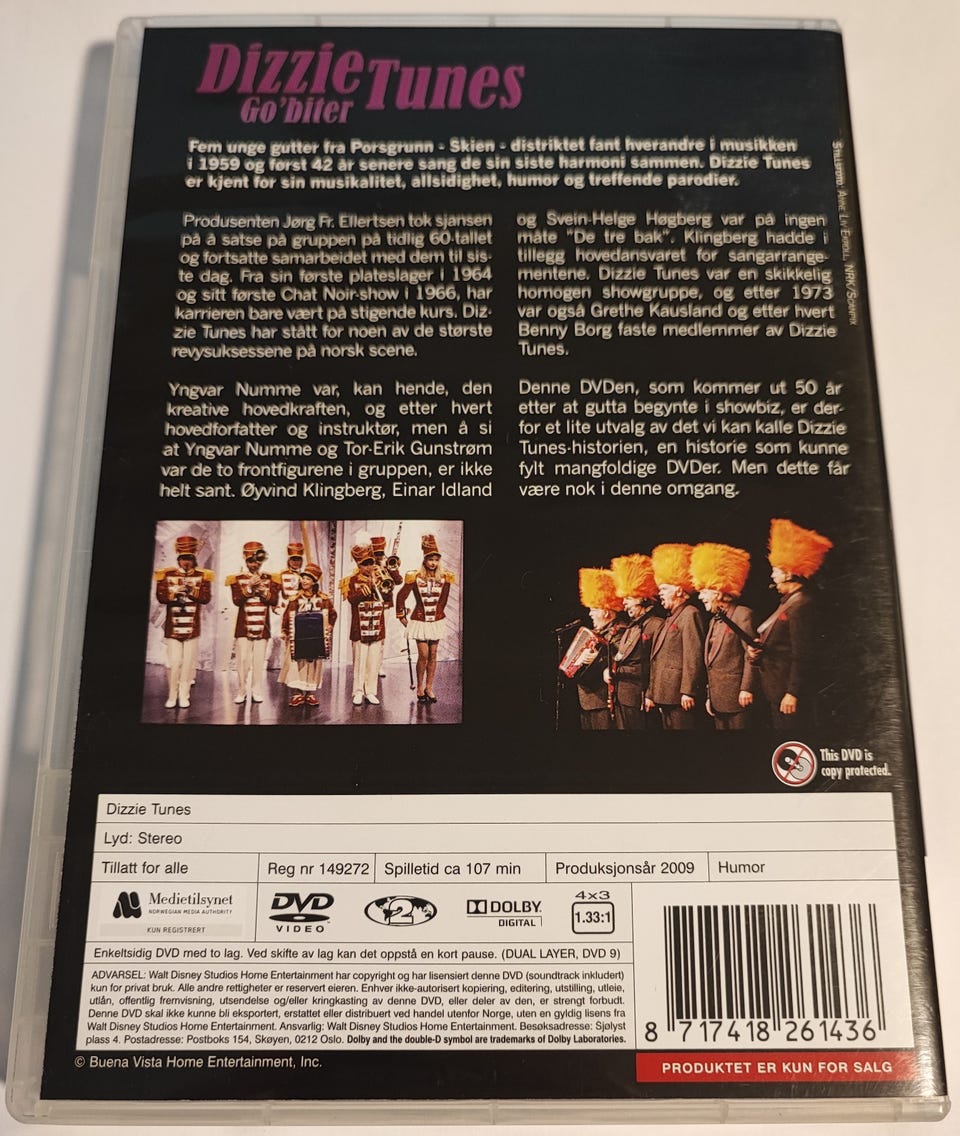 Dizzie Tunes
Go'biter
Fem unge gutter fra Porsgrunn - Skien - distriktet fant hverandre i musikken
i 1959 og først 42 år senere sang de sin siste harmoni sammen. Dizzie Tunes
er kjent for sin musikalitet, allsidighet, humor og treffende parodier.
Produsenten Jørg Fr. Ellertsen tok sjansen
på å satse på gruppen på tidlig 60-tallet
og fortsatte samarbeidet med dem til sis-
te dag. Fra sin første plateslager i 1964
og sitt første Chat Noir-show i 1966, har
karrieren bare vært på stigende kurs. Diz-
zie Tunes har stått for noen av de største
revysuksessene på norsk scene.
Yngvar Numme var, kan hende, den
kreative hovedkraften, og etter hvert
hovedforfatter og instruktør, men å si
at Yngvar Numme og Tor-Erik Gunstrøm
var de to frontfigurene i gruppen, er ikke
helt sant. Øyvind Klingberg, Einar Idland
og Svein-Helge Høgberg var på ingen
måte "De tre bak". Klingberg hadde i
tillegg hovedansvaret for sangarrange-
mentene. Dizzie Tunes var en skikkelig
homogen showgruppe, og etter 1973
var også Grethe Kausland og etter hvert
Benny Borg faste medlemmer av Dizzie
Tunes.
Denne DVDen, som kommer ut 50 år
etter at gutta begynte i showbiz, er der-
for et lite utvalg av det vi kan kalle Dizzie
Tunes-historien, en historie som kunne
fylt mangfoldige DVDer. Men dette får
være nok i denne omgang.
NRK/Scanpix
This DVD is
copy protected.
Dizzie Tunes
Lyd: Stereo
Tillatt for alle
Reg nr 149272
Spilletid ca 107 min
Produksjonsår 2009
Humor
Medietilsynet
NORWEGIAN MEDIA AUTHORITY
KUN REGISTRERT
DVD
VIDEO
2
DOLBY
DIGITAL
4x3
1.33:1
Enkeltsidig DVD med to lag. Ved skifte av lag kan det oppstå en kort pause. (DUAL LAYER, DVD 9)
ADVARSEL: Walt Disney Studios Home Entertainment har copyright og har lisensiert denne DVD (soundtrack inkludert)
kun for privat bruk. Alle andre rettigheter er reservert eieren. Enhver ikke-autorisert kopiering, editering, utstilling, utleie,
utlån, offentlig fremvisning, utsendelse og/eller kringkasting av denne DVD, eller deler av den, er strengt forbudt.
Denne DVD skal ikke kunne bli eksportert, erstattet eller distribuert ved handel utenfor Norge, uten en gyldig lisens fra
Walt Disney Studios Home Entertainment. Ansvarlig: Walt Disney Studios Home Entertainment. Besøksadresse: Sjølyst
plass 4. Postadresse: Postboks 154, Skøyen, 0212 Oslo. Dolby and the double-D symbol are trademarks of Dolby Laboratories.
8 717418 261436
© Buena Vista Home Entertainment, Inc.
PRODUKTET ER KUN FOR SALG